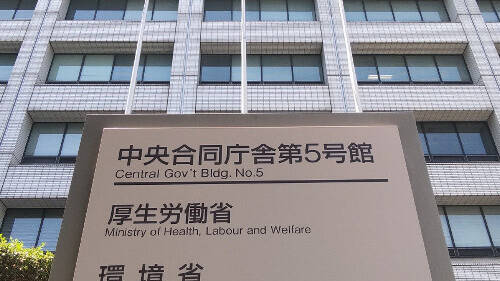 中央合同庁舎第5号館
Central Gov't Bldg. No.5
厚生労働省
Ministry of Health, Labour and Welfare
環境省